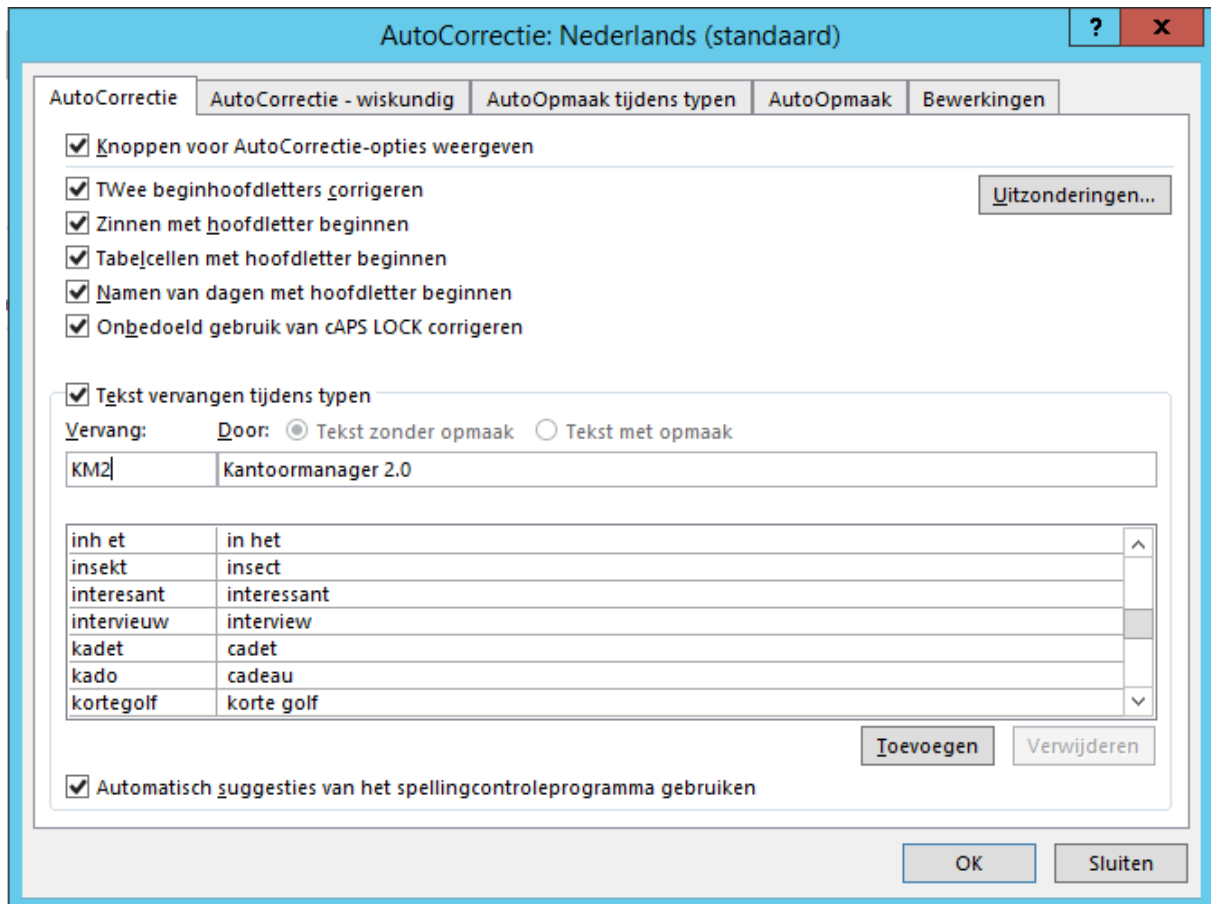 AutoCorrectie: Nederlands (standaard)
? x
AutoCorrectie AutoCorrectie - wiskundig AutoOpmaak tijdens typen AutoOpmaak Bewerkingen
Knoppen voor AutoCorrectie-opties weergeven
TWee beginhoofdletters corrigeren
Uitzonderingen...
Zinnen met hoofdletter beginnen
Tabelcellen met hoofdletter beginnen
Namen van dagen met hoofdletter beginnen
Onbedoeld gebruik van cAPS LOCK corrigeren
Tekst vervangen tijdens typen
Vervang: Door: Tekst zonder opmaak Tekst met opmaak
KM2 Kantoormanager 2.0
inh et in het
insekt insect
interesant interessant
intervieuw interview
kadet cadet
kado cadeau
kortegolf korte golf
Toevoegen Verwijderen
Automatisch suggesties van het spellingcontroleprogramma gebruiken
OK Sluiten